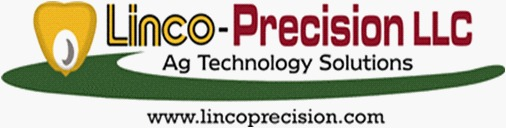 Linco-Precision LLC
Ag Technology Solutions
www.lincoprecision.com